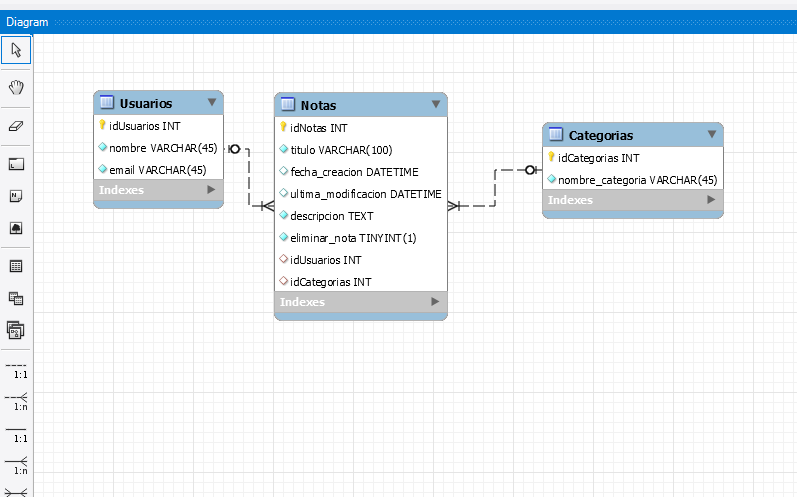 Diagram
Usuarios
idUsuarios INT
nombre VARCHAR(45)
email VARCHAR(45)
Indexes
Notas
idNotas INT
titulo VARCHAR(100)
fecha_creacion DATETIME
ultima_modificacion DATETIME
descripcion TEXT
eliminar_nota TINYINT(1)
idUsuarios INT
idCategorias INT
Indexes
Categorias
idCategorias INT
nombre_categoria VARCHAR(45)
Indexes
1:1
1:n
1:1
1:n